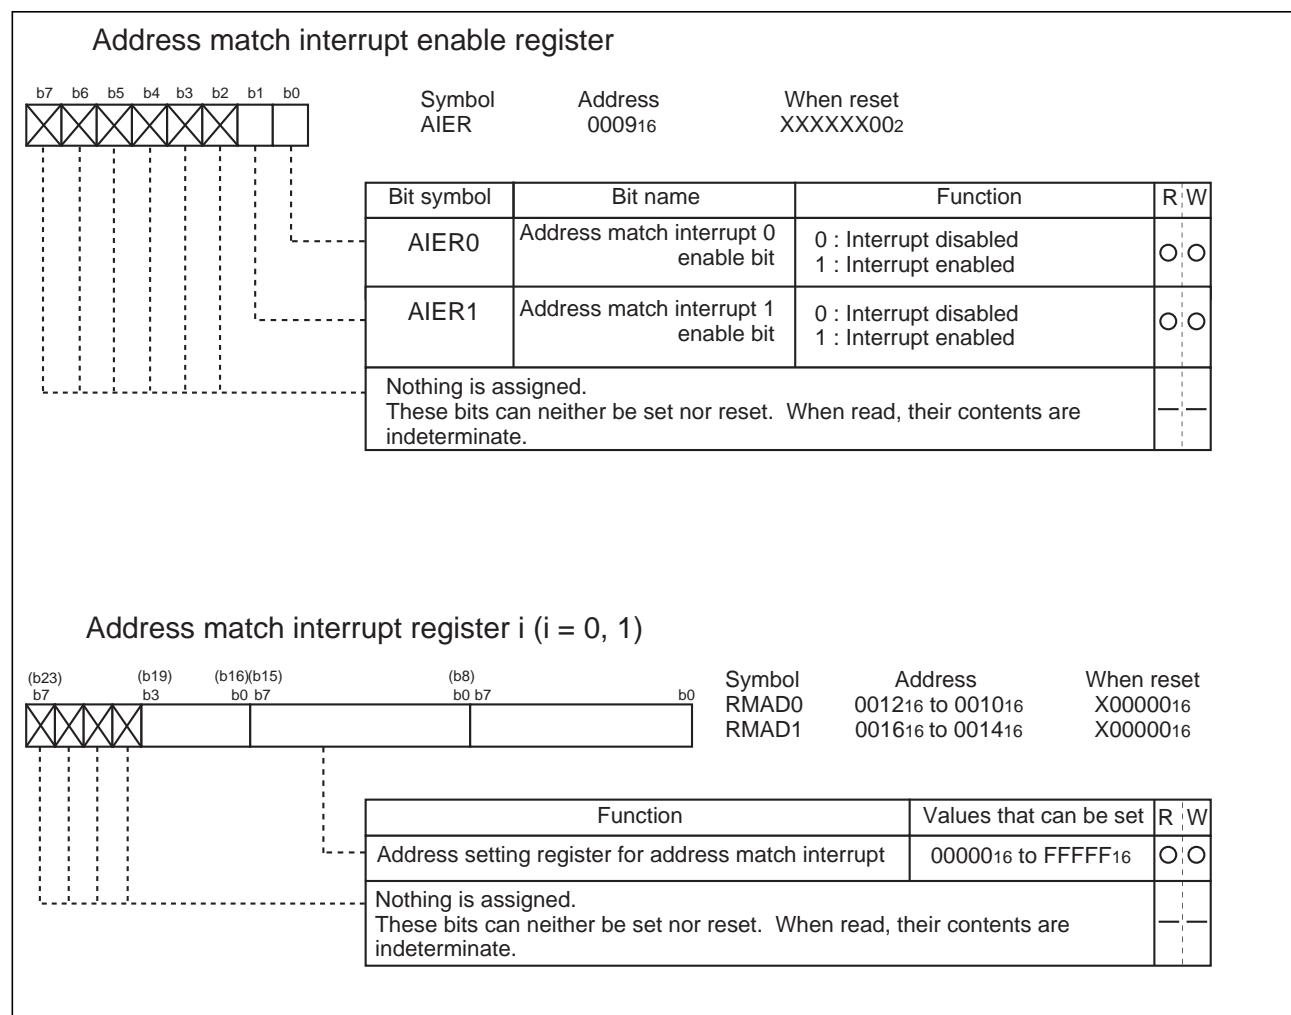 Address match interrupt enable register
b7 b6 b5 b4 b3 b2 b1 b0
Symbol Address When reset
AIER 000916 XXXXXX002
Bit symbol Bit name Function R W
AIER0 Address match interrupt 0 enable bit 0 : Interrupt disabled
1 : Interrupt enabled
AIER1 Address match interrupt 1 enable bit 0 : Interrupt disabled
1 : Interrupt enabled
Nothing is assigned.
These bits can neither be set nor reset. When read, their contents are
indeterminate.
Address match interrupt register i (i = 0, 1)
(b23) (b19) (b16)(b15) (b8)
b7 b3 b0 b7 b0 b7 b0
Symbol Address When reset
RMAD0 001216 to 001016 X0000016
RMAD1 001616 to 001416 X0000016
Function Values that can be set R W
Address setting register for address match interrupt 0000016 to FFFFF16
Nothing is assigned.
These bits can neither be set nor reset. When read, their contents are
indeterminate.